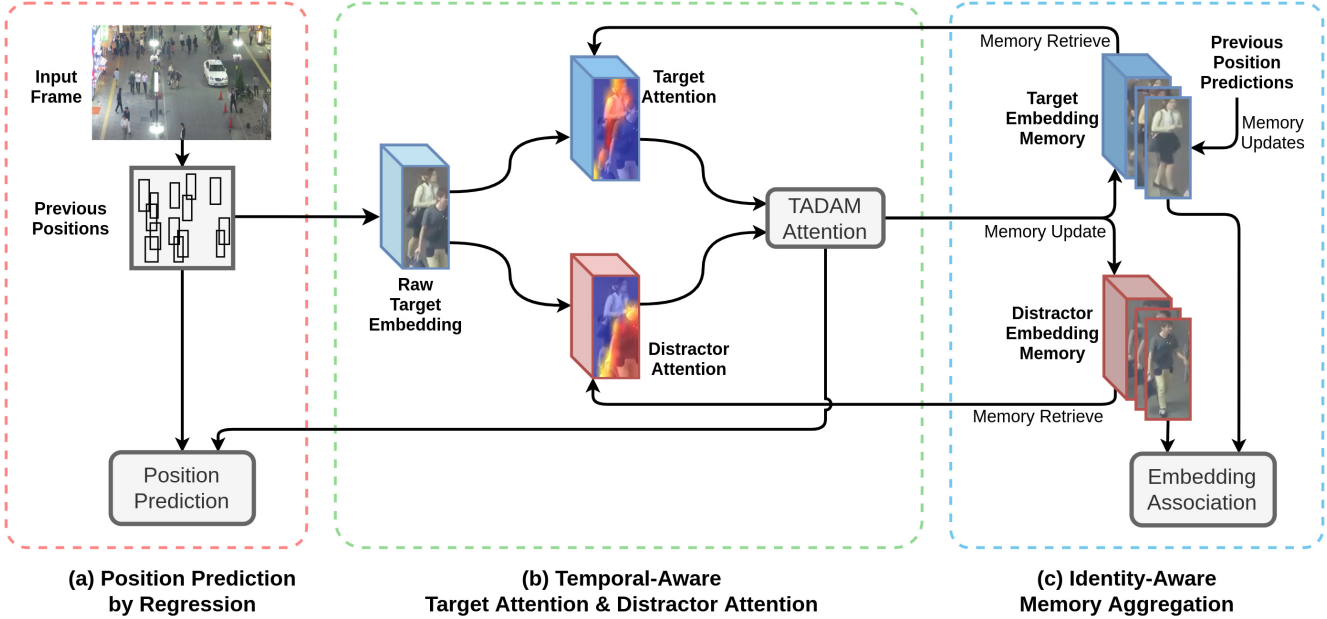 Input
Frame
Previous
Positions
Position
Prediction
(a) Position Prediction
by Regression
Raw
Target
Embedding
Target
Attention
Distractor
Attention
TADAM
Attention
(b) Temporal-Aware
Target Attention & Distractor Attention
Memory Retrieve
Target
Embedding
Memory
Previous
Position
Predictions
Memory
Updates
Memory Update
Distractor
Embedding
Memory
Memory Retrieve
Embedding
Association
(c) Identity-Aware
Memory Aggregation